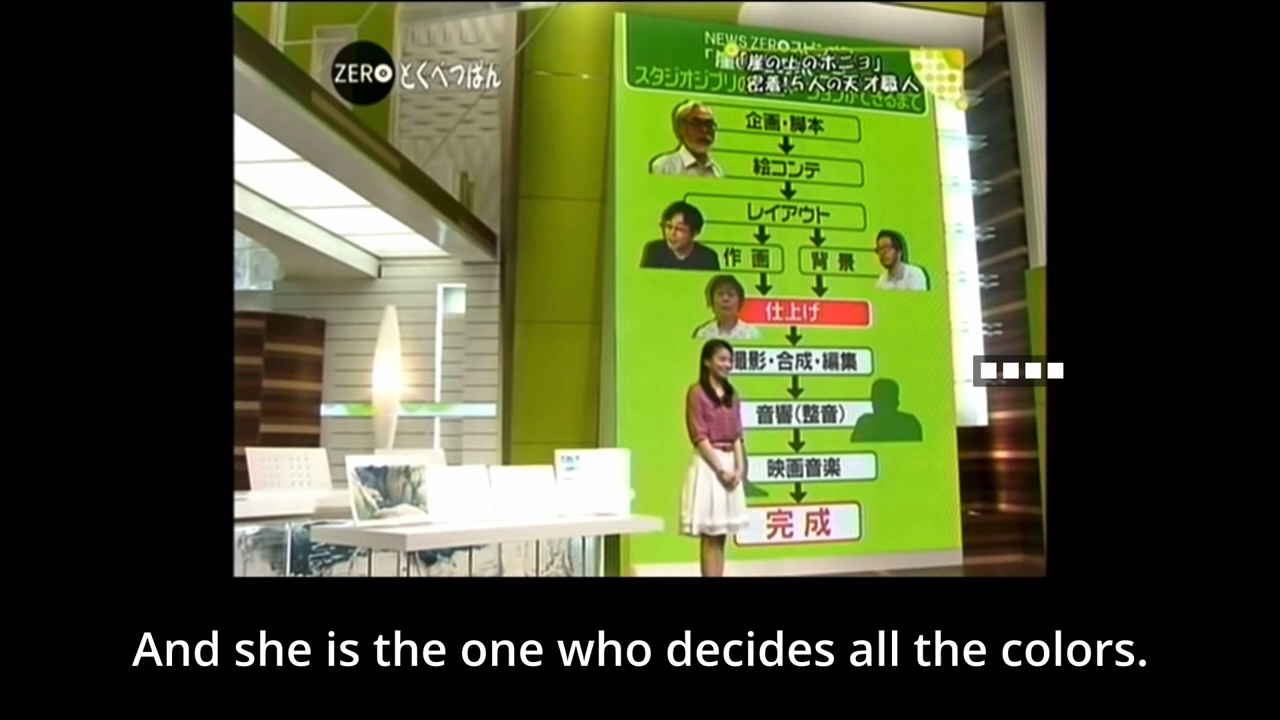 ZERO とくべつばん
NEWS ZERO
「崖の上のポニョ」
密着!5人の天才職人
スタジオジブリの
ができるまで
企画・脚本
絵コンテ
レイアウト
作画
背景
仕上げ
撮影・合成・編集
音響(整音)
映画音楽
完成
And she is the one who decides all the colors.